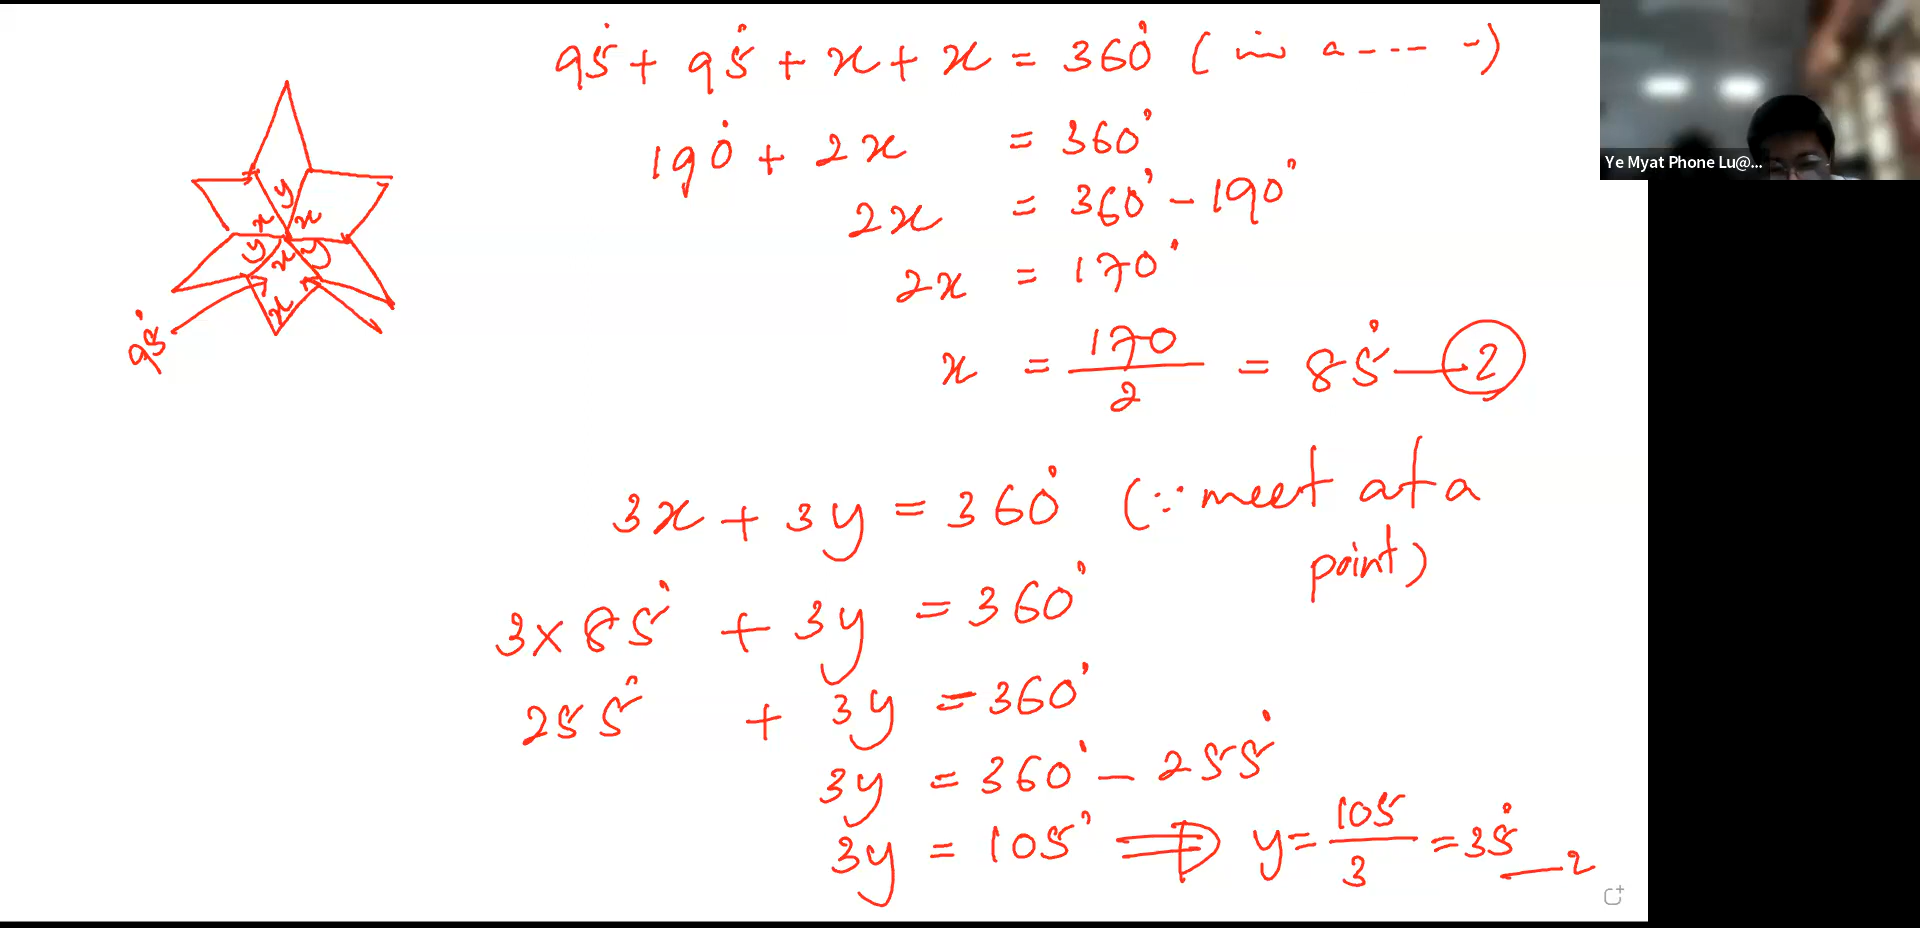 95° + 95° + x + x = 360° ( in a ---- -)
190° + 2x = 360°
2x = 360° - 190°
2x = 170°
x = 170/2 = 85° — 2
3x + 3y = 360° (∵ meet at a
point)
3 × 85° + 3y = 360°
255° + 3y = 360°
3y = 360° - 255°
3y = 105° ⇒ y = 105/3 = 35° — 2
y
x x
y x y
x
95°
Ye Myat Phone Lu@...